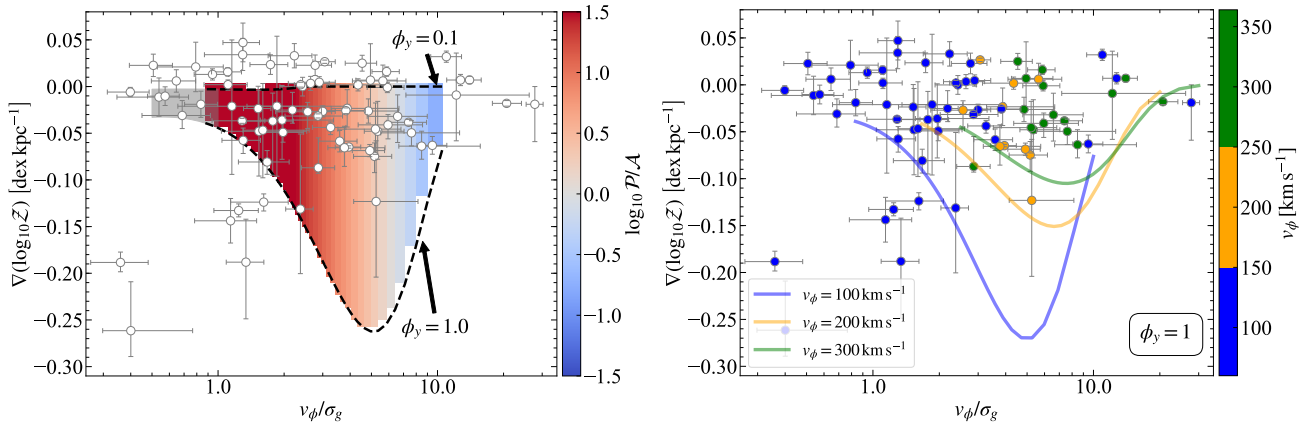 0.05
0.00
−0.05
−0.10
−0.15
−0.20
−0.25
−0.30
∇(log₁₀𝒵) [dex kpc⁻¹]
1.0
10.0
v_ϕ/σ_g
ϕ_y = 0.1
ϕ_y = 1.0
1.5
1.0
0.5
0.0
−0.5
−1.0
−1.5
log₁₀ 𝒫/𝒜
0.05
0.00
−0.05
−0.10
−0.15
−0.20
−0.25
−0.30
∇(log₁₀𝒵) [dex kpc⁻¹]
v_ϕ = 100 km s⁻¹
v_ϕ = 200 km s⁻¹
v_ϕ = 300 km s⁻¹
ϕ_y = 1
1.0
10.0
v_ϕ/σ_g
350
300
250
200
150
100
v_ϕ [km s⁻¹]